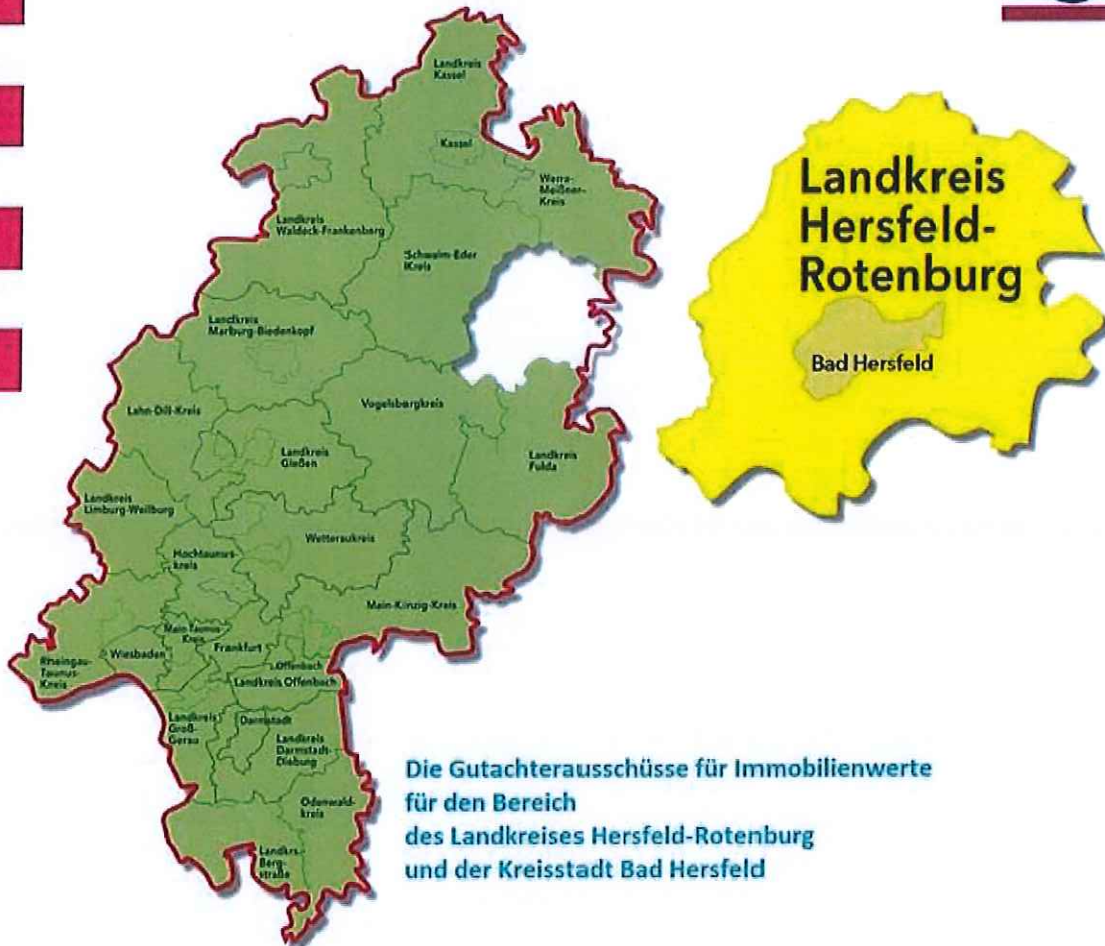 Landkreis
Kassel
Kassel
Werra-
Meißner-
Kreis
Landkreis
Waldeck-Frankenberg
Schwalm-Eder
Kreis
Landkreis
Marburg-Biedenkopf
Lahn-Dill-Kreis
Vogelsbergkreis
Landkreis
Gießen
Landkreis
Fulda
Landkreis
Limburg-Weilburg
Wetteraukreis
Hochtaunus-
kreis
Main-Kinzig-Kreis
Main-Taunus-
Kreis
Frankfurt
Wiesbaden
Offenbach
Rheingau-
Taunus-
Kreis
Landkreis Offenbach
Landkreis
Groß-
Gerau
Darmstadt
Landkreis
Darmstadt-
Dieburg
Odenwald-
kreis
Landkrs.
Berg-
straße
Landkreis
Hersfeld-
Rotenburg
Bad Hersfeld
Die Gutachterausschüsse für Immobilienwerte
für den Bereich
des Landkreises Hersfeld-Rotenburg
und der Kreisstadt Bad Hersfeld